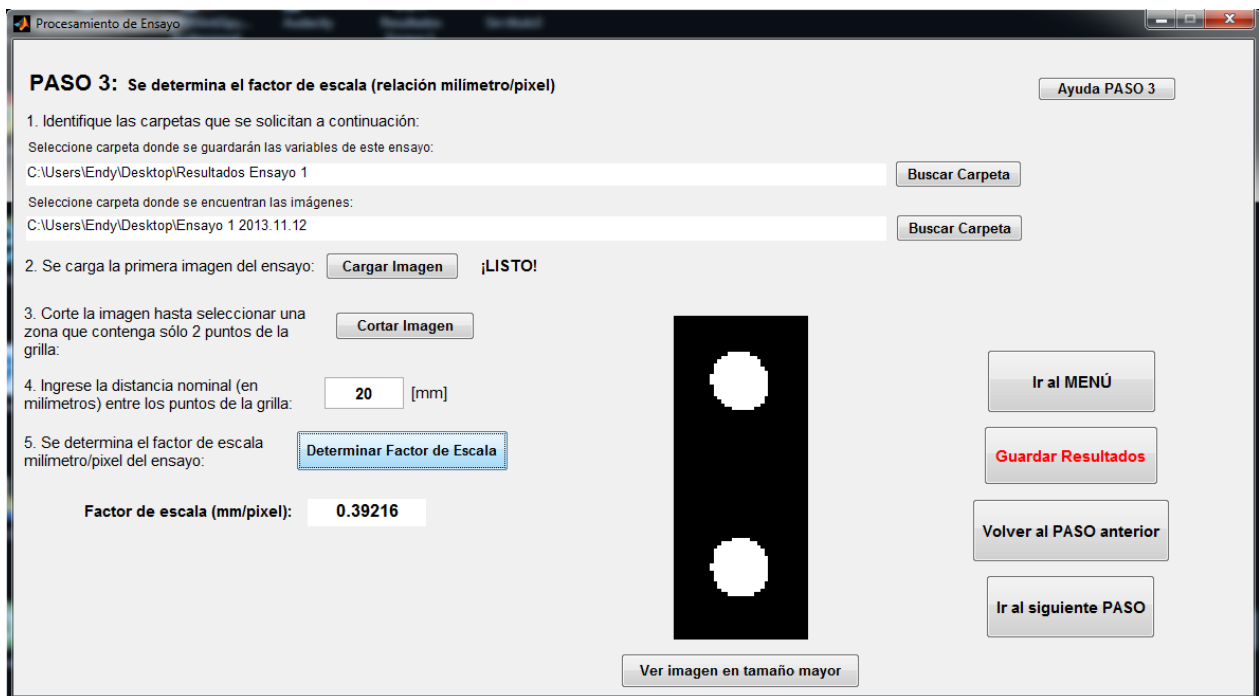 Procesamiento de Ensayo
PASO 3: Se determina el factor de escala (relación milímetro/pixel)
Ayuda PASO 3
1. Identifique las carpetas que se solicitan a continuación:
Seleccione carpeta donde se guardarán las variables de este ensayo:
C:\Users\Endy\Desktop\Resultados Ensayo 1
Buscar Carpeta
Seleccione carpeta donde se encuentran las imágenes:
C:\Users\Endy\Desktop\Ensayo 1 2013.11.12
Buscar Carpeta
2. Se carga la primera imagen del ensayo:
Cargar Imagen
¡LISTO!
3. Corte la imagen hasta seleccionar una
zona que contenga sólo 2 puntos de la
grilla:
Cortar Imagen
4. Ingrese la distancia nominal (en
milímetros) entre los puntos de la grilla:
20
[mm]
5. Se determina el factor de escala
milímetro/pixel del ensayo:
Determinar Factor de Escala
Factor de escala (mm/pixel):
0.39216
Ver imagen en tamaño mayor
Ir al MENÚ
Guardar Resultados
Volver al PASO anterior
Ir al siguiente PASO